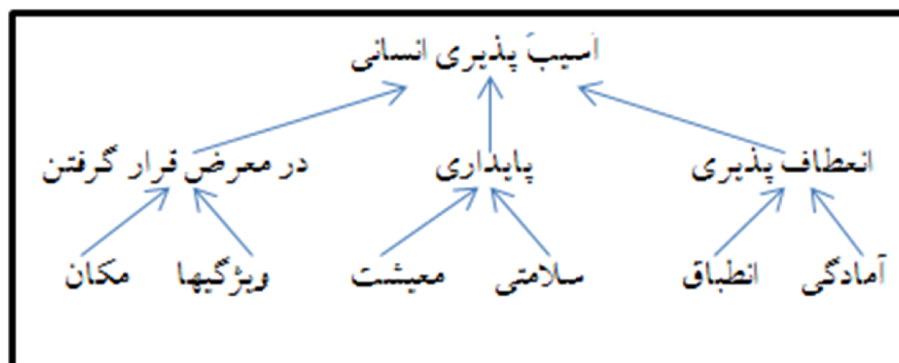 آسیب پذیری انسانی
انعطاف پذیری پایداری در معرض قرار گرفتن
آمادگی انطباق سلامتی معیشت ویژگیها مکان